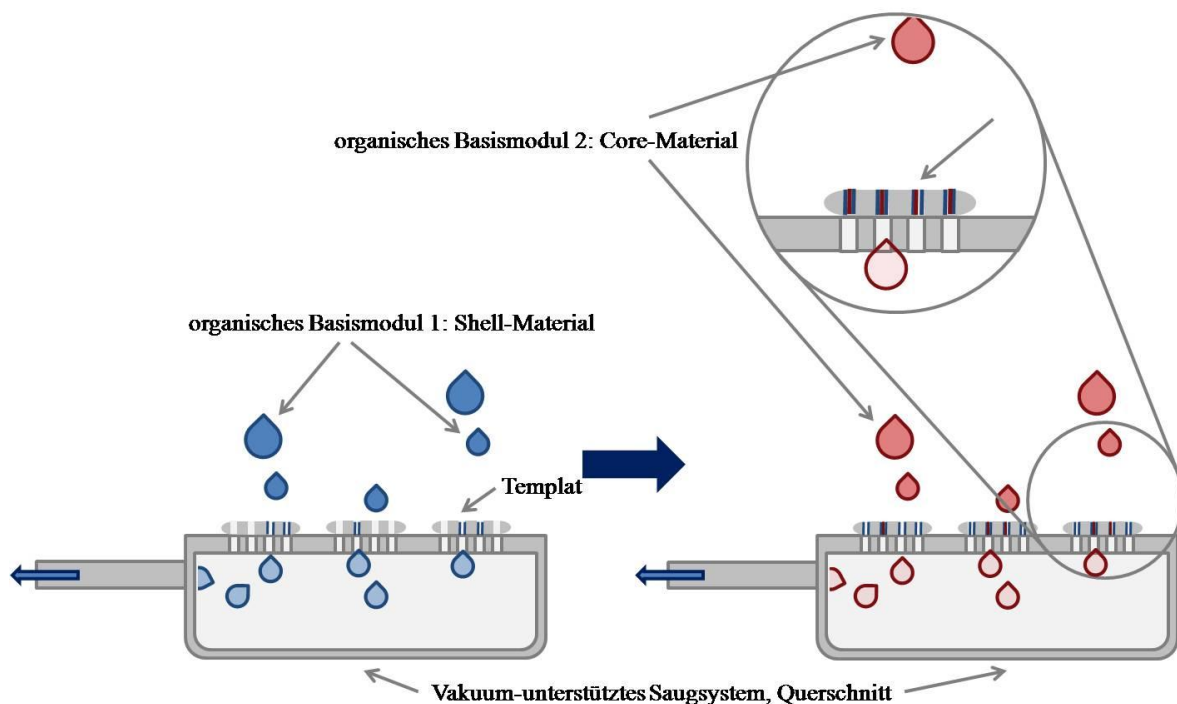 organisches Basismodul 2: Core-Material
organisches Basismodul 1: Shell-Material
Templat
Vakuum-unterstütztes Saugsystem, Querschnitt